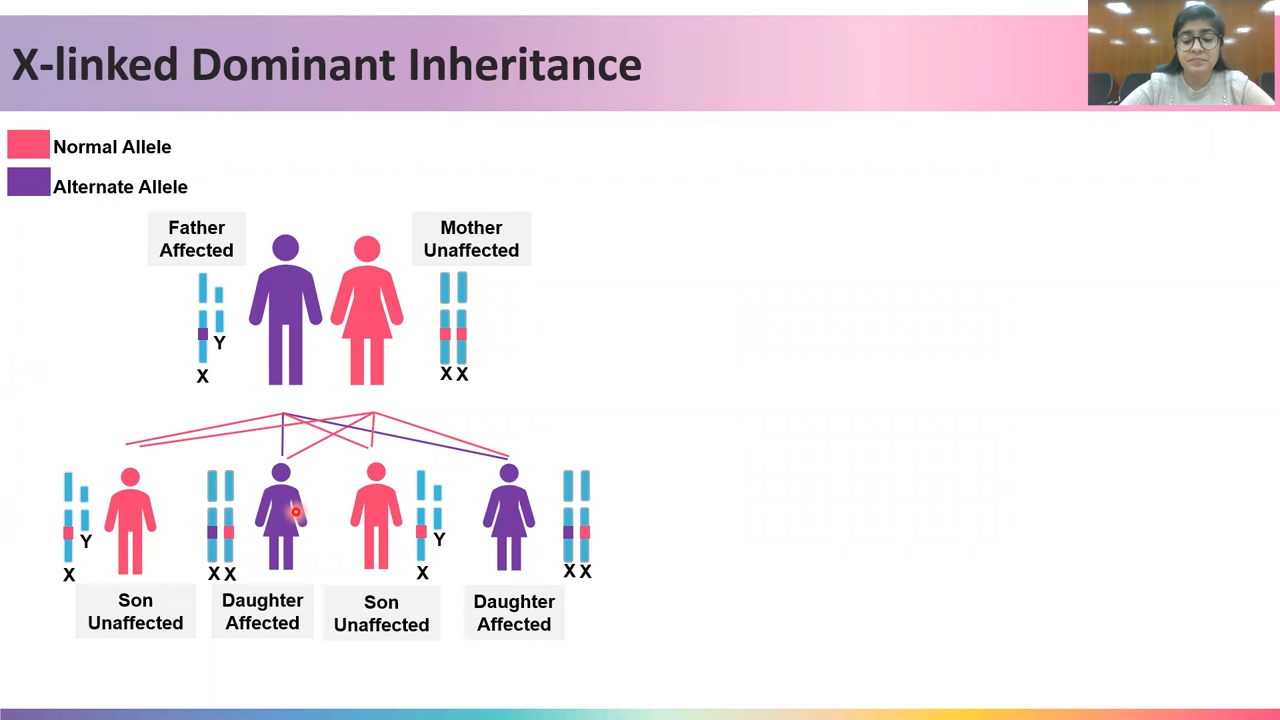 X-linked Dominant Inheritance
Normal Allele
Alternate Allele
Father
Affected
Mother
Unaffected
Y
X
X X
Y
X
X X
Y
X
X X
Son
Unaffected
Daughter
Affected
Son
Unaffected
Daughter
Affected